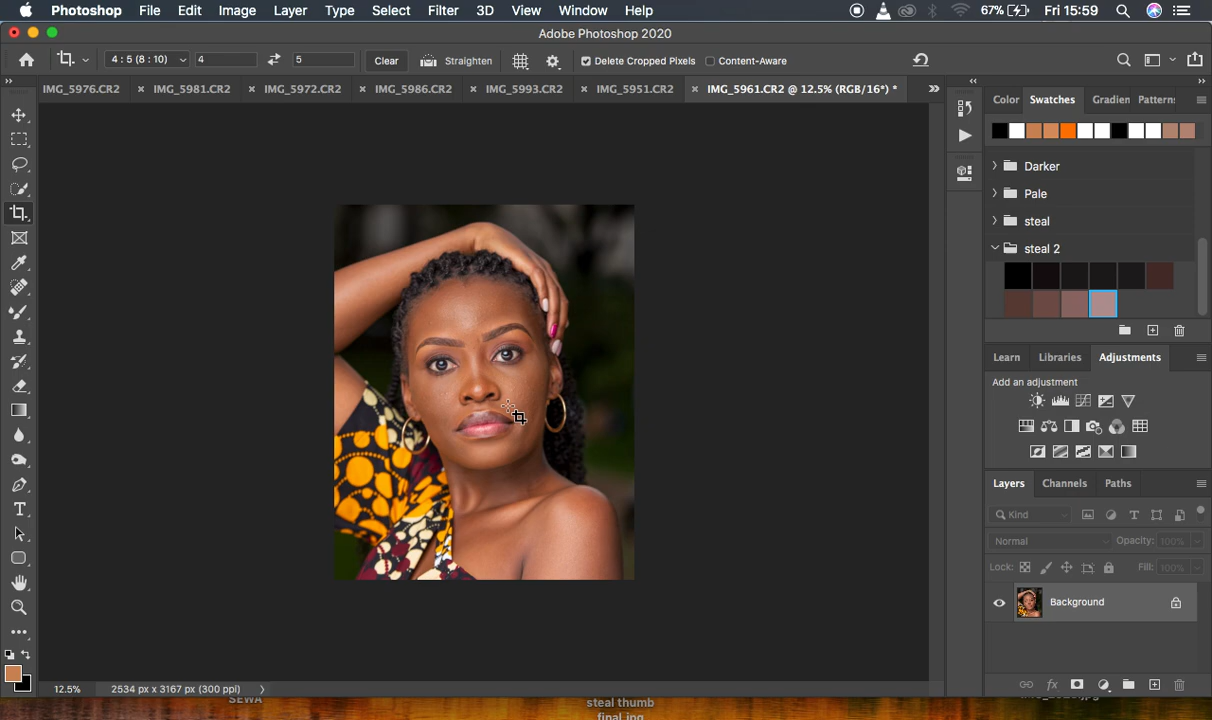 Photoshop File Edit Image Layer Type Select Filter 3D View Window Help 67% Fri 15:59
Adobe Photoshop 2020
4 : 5 (8 : 10) 4 5 Clear Straighten Delete Cropped Pixels Content-Aware
IMG_5976.CR2 × IMG_5981.CR2 × IMG_5972.CR2 × IMG_5986.CR2 × IMG_5993.CR2 × IMG_5951.CR2 × IMG_5961.CR2 @ 12.5% (RGB/16*) *
Color Swatches Gradien Pattern
Darker
Pale
steal
steal 2
Learn Libraries Adjustments
Add an adjustment
Layers Channels Paths
Kind
Normal Opacity: 100%
Lock: Fill: 100%
Background
12.5% 2534 px x 3167 px (300 ppi)
SEWA
steal thumb
final.jpg